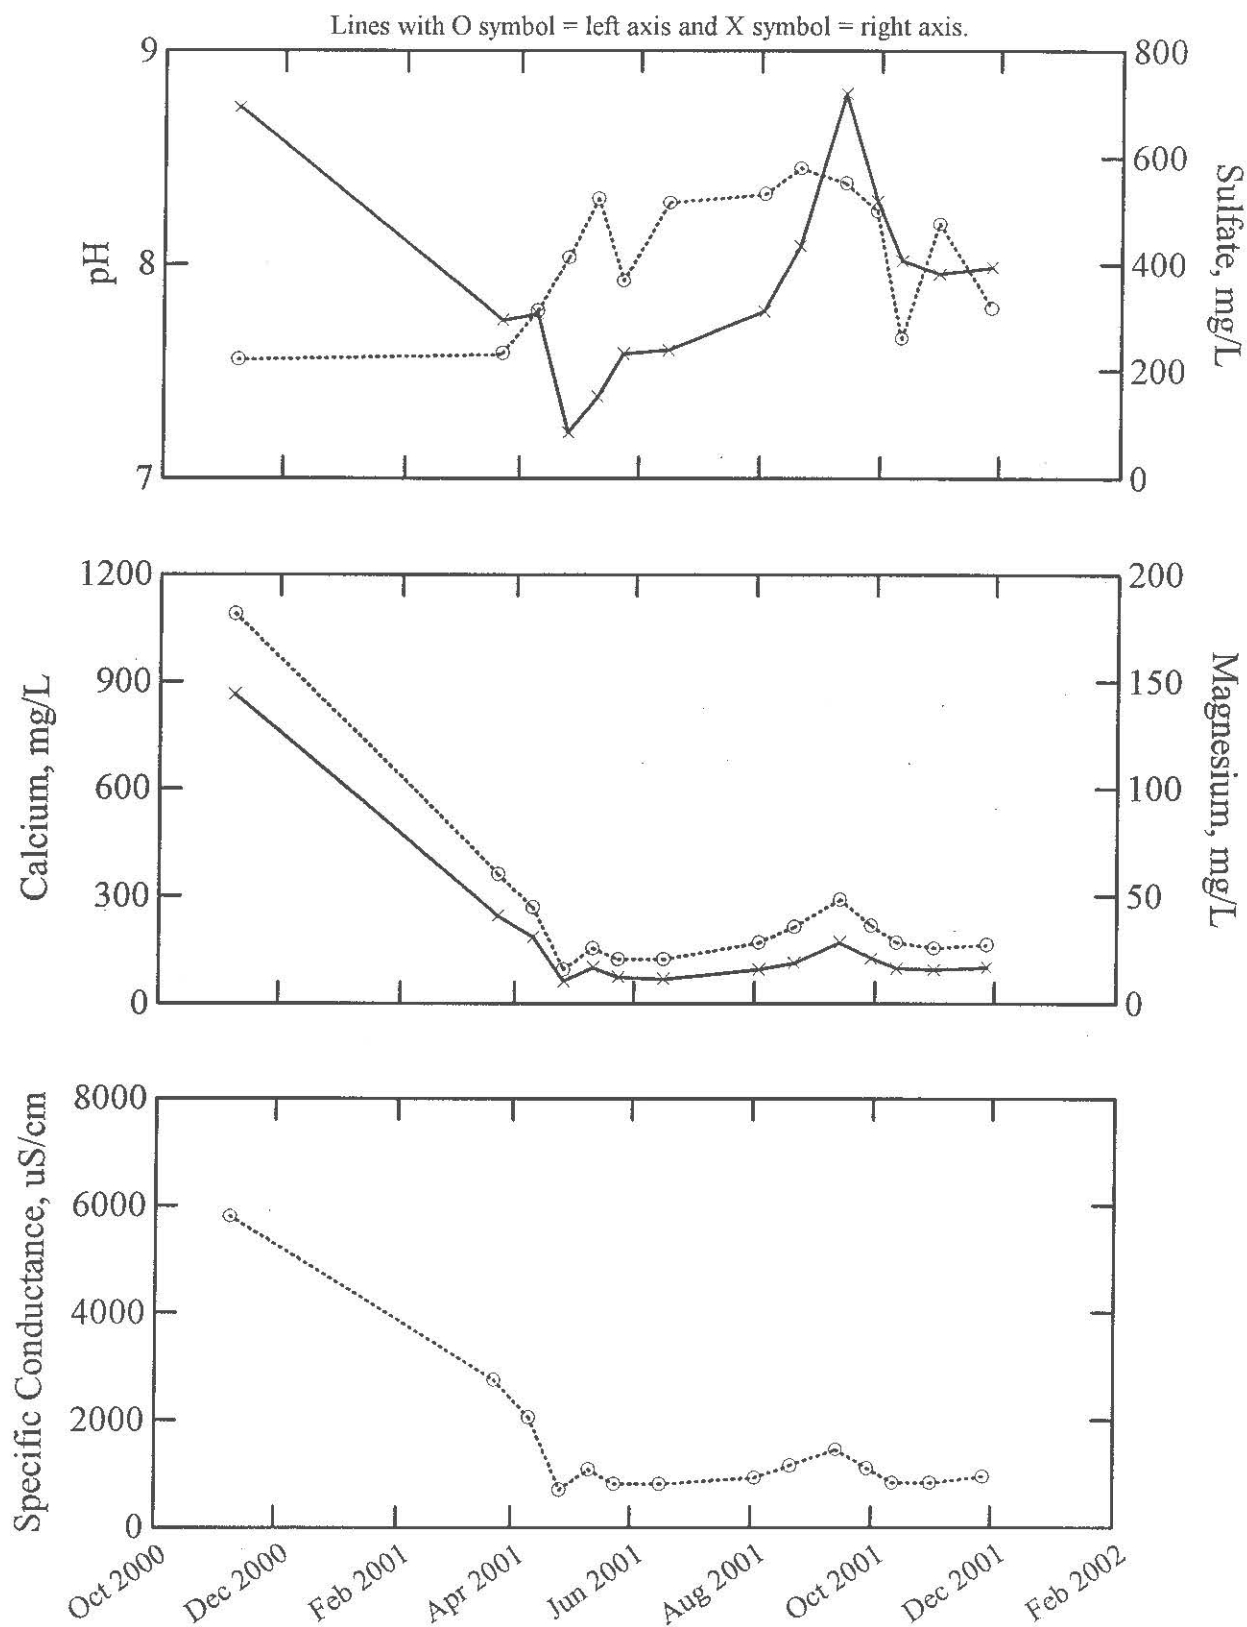 Lines with O symbol = left axis and X symbol = right axis.
9
8
7
pH
800
600
400
200
0
Sulfate, mg/L
1200
900
600
300
0
Calcium, mg/L
200
150
100
50
0
Magnesium, mg/L
8000
6000
4000
2000
0
Specific Conductance, uS/cm
Oct 2000
Dec 2000
Feb 2001
Apr 2001
Jun 2001
Aug 2001
Oct 2001
Dec 2001
Feb 2002